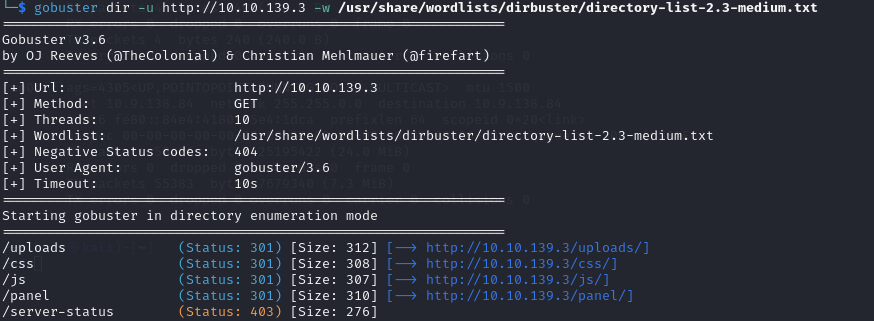 └─$ gobuster dir -u http://10.10.139.3 -w /usr/share/wordlists/dirbuster/directory-list-2.3-medium.txt
===============================================================
Gobuster v3.6
by OJ Reeves (@TheColonial) & Christian Mehlmauer (@firefart)
===============================================================
[+] Url:                     http://10.10.139.3
[+] Method:                  GET
[+] Threads:                 10
[+] Wordlist:                /usr/share/wordlists/dirbuster/directory-list-2.3-medium.txt
[+] Negative Status codes:   404
[+] User Agent:              gobuster/3.6
[+] Timeout:                 10s
===============================================================
Starting gobuster in directory enumeration mode
===============================================================
/uploads              (Status: 301) [Size: 312] [--> http://10.10.139.3/uploads/]
/css                  (Status: 301) [Size: 308] [--> http://10.10.139.3/css/]
/js                   (Status: 301) [Size: 307] [--> http://10.10.139.3/js/]
/panel                (Status: 301) [Size: 310] [--> http://10.10.139.3/panel/]
/server-status        (Status: 403) [Size: 276]